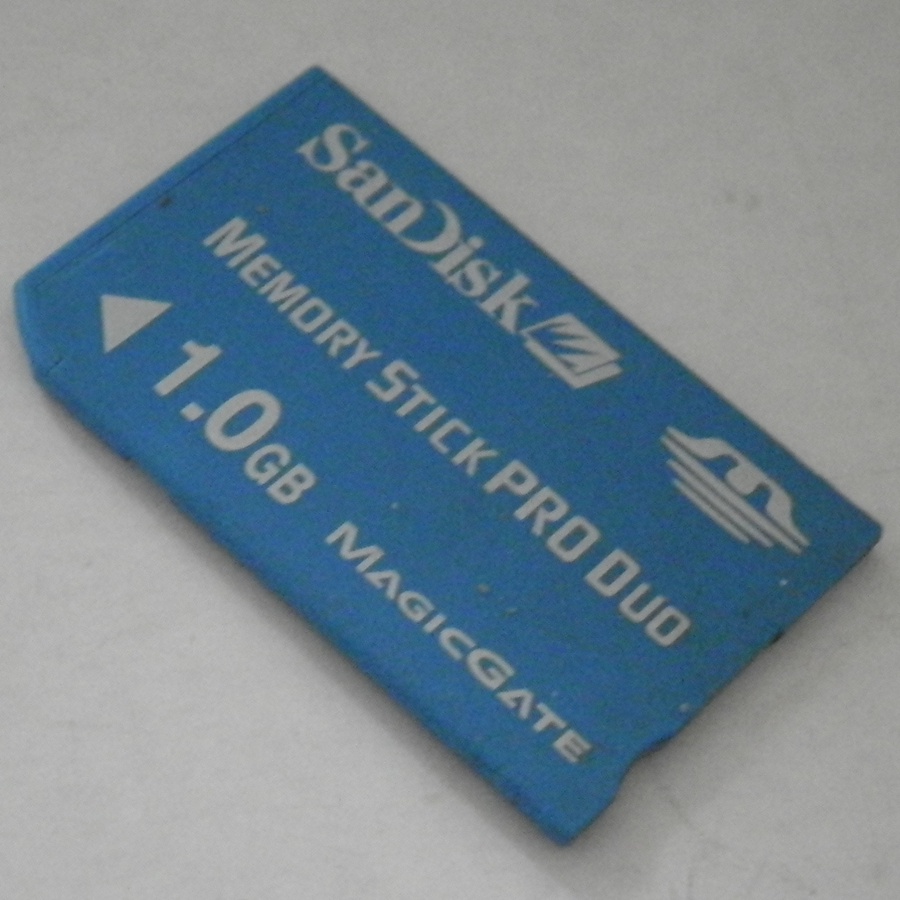 SanDisk
MEMORY STICK PRO DUO
1.0GB MAGICGATE